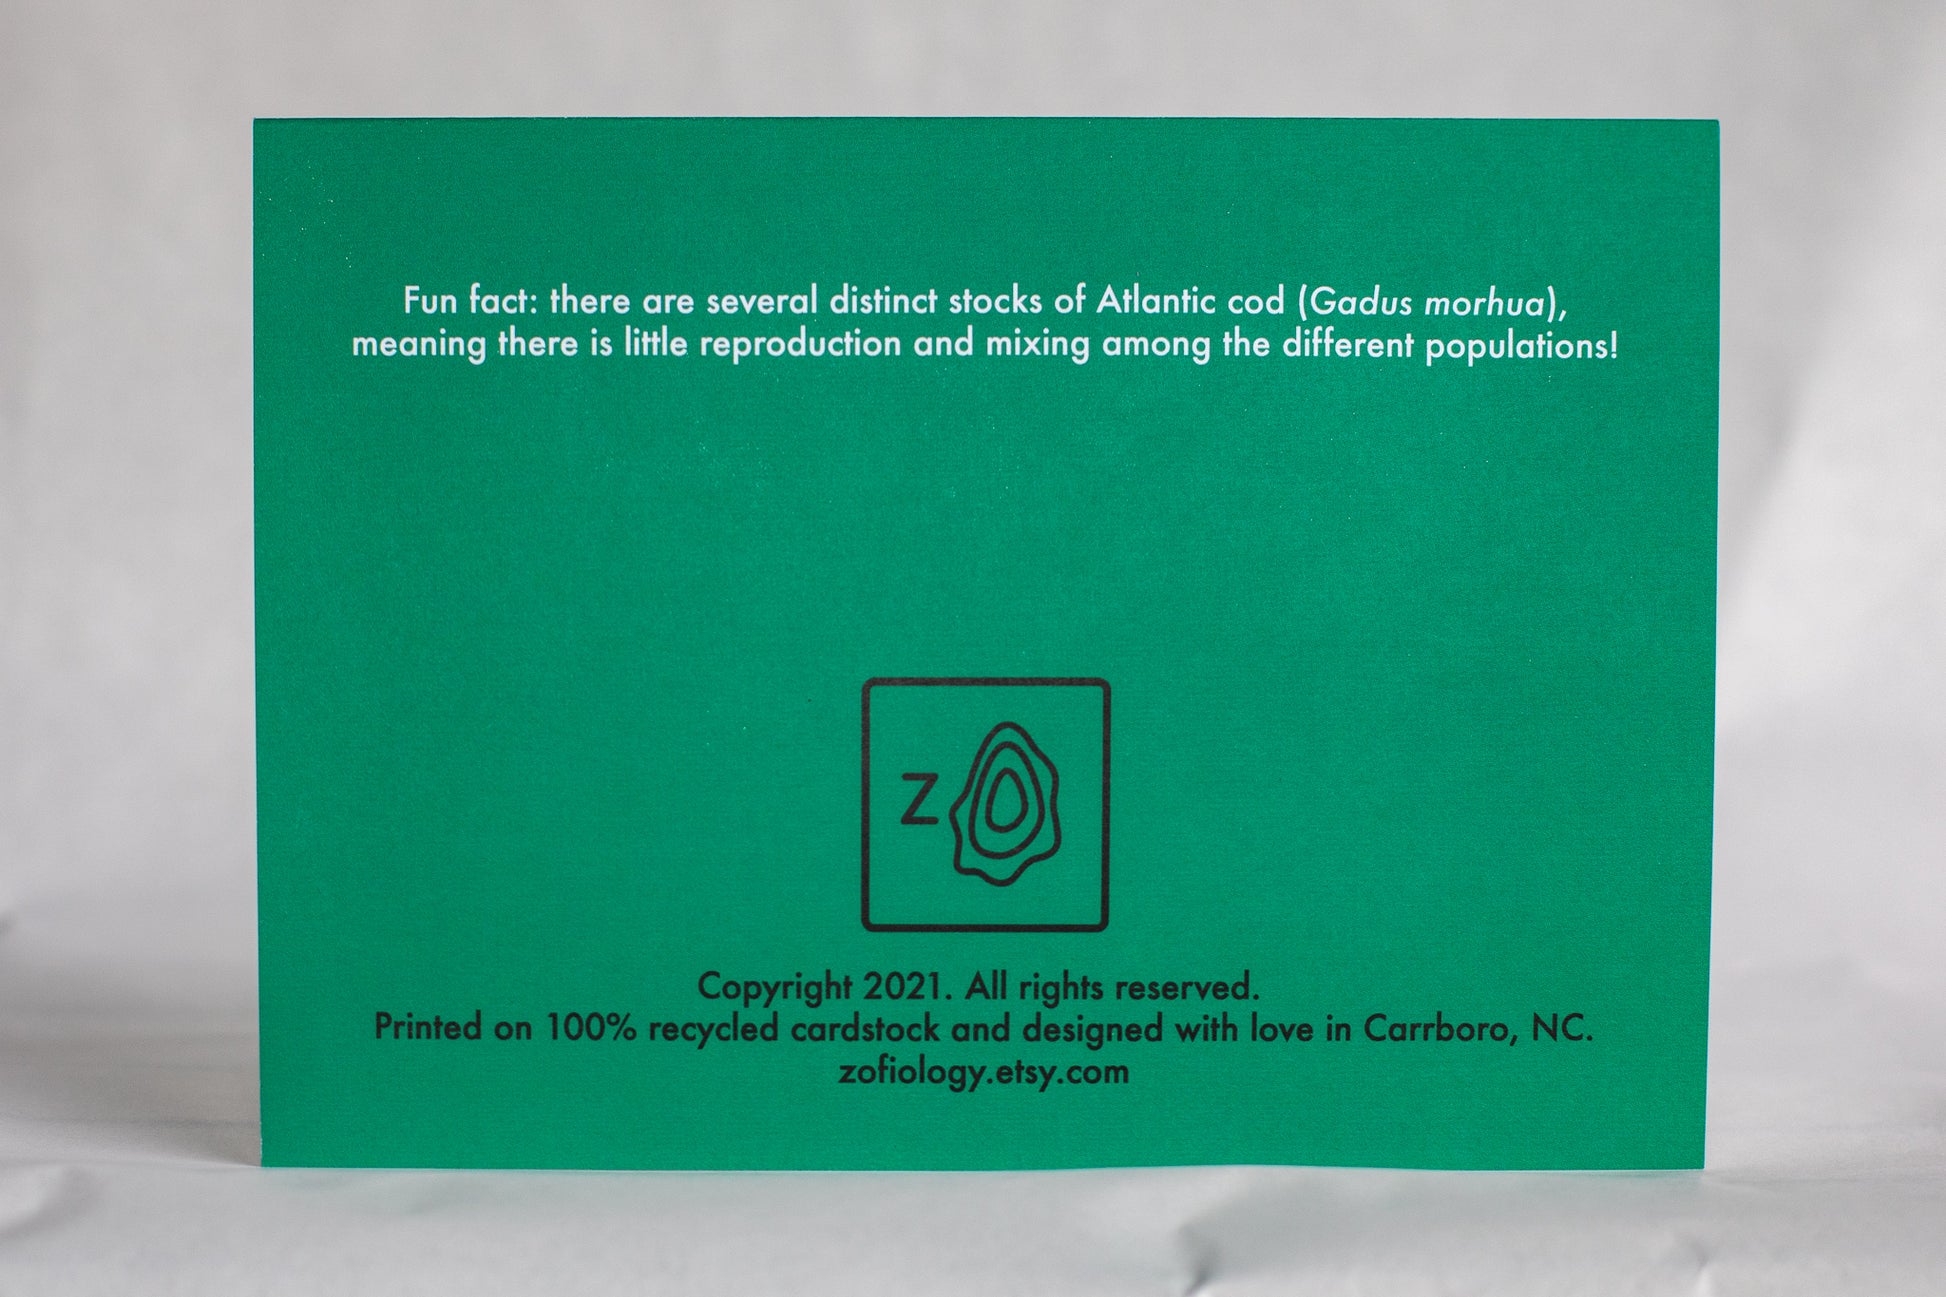 Fun fact: there are several distinct stocks of Atlantic cod (Gadus morhua),
meaning there is little reproduction and mixing among the different populations!
Z
Copyright 2021. All rights reserved.
Printed on 100% recycled cardstock and designed with love in Carrboro, NC.
zofiology.etsy.com